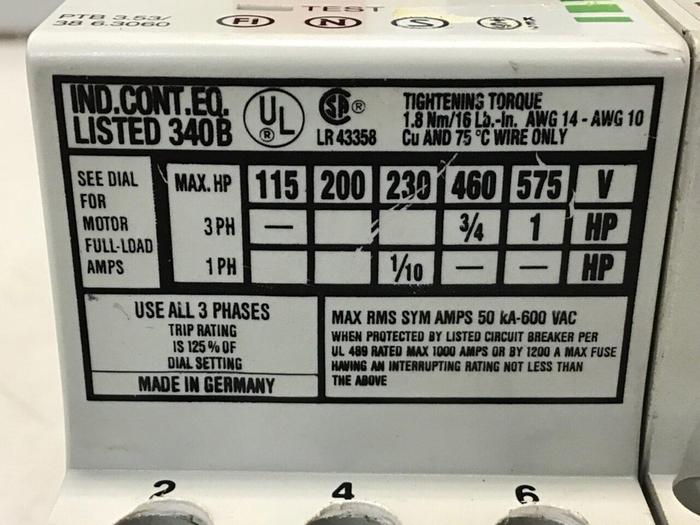 TEST
PTB 3.53/
38 6.3060
FI N S
IND.CONT.EQ.
LISTED 340B
UL
®
SA ®
LR 43358
TIGHTENING TORQUE
1.8 Nm/16 Lb.-In. AWG 14 - AWG 10
Cu AND 75 °C WIRE ONLY
SEE DIAL
FOR
MOTOR
FULL-LOAD
AMPS
MAX. HP 115 200 230 460 575 V
3 PH — 3/4 1 HP
1 PH 1/10 — — HP
USE ALL 3 PHASES
TRIP RATING
IS 125 % OF
DIAL SETTING
MADE IN GERMANY
MAX RMS SYM AMPS 50 kA-600 VAC
WHEN PROTECTED BY LISTED CIRCUIT BREAKER PER
UL 489 RATED MAX 1000 AMPS OR BY 1200 A MAX FUSE
HAVING AN INTERRUPTING RATING NOT LESS THAN
THE ABOVE
2 4 6